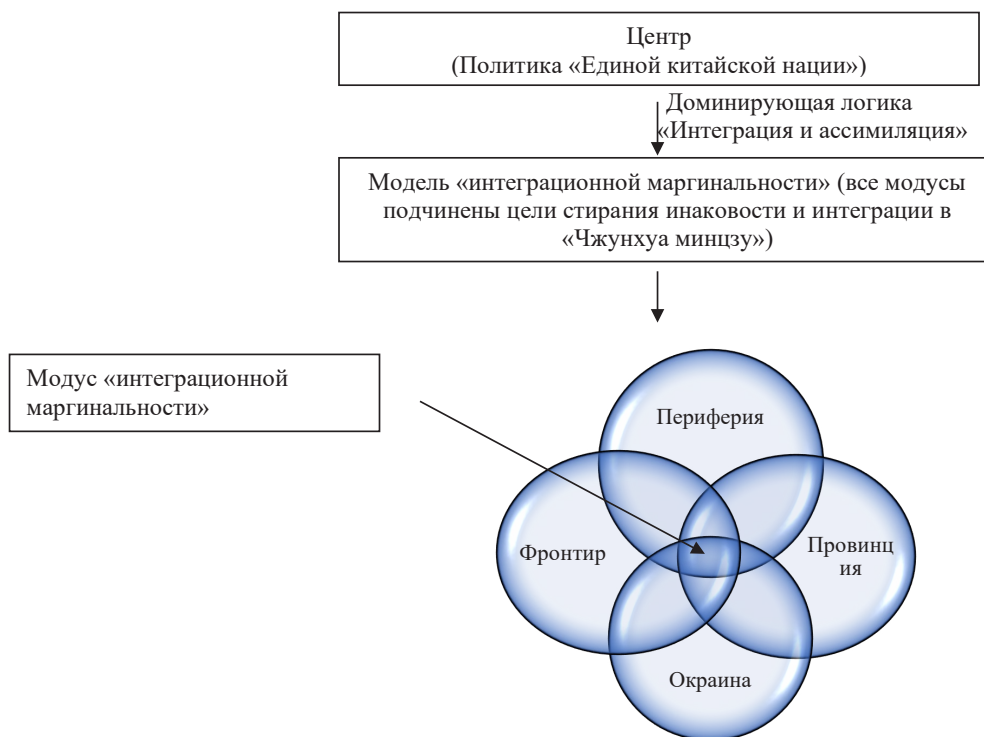 Центр
(Политика «Единой китайской нации»)
Доминирующая логика
«Интеграция и ассимиляция»
Модель «интеграционной маргинальности» (все модусы
подчинены цели стирания инаковости и интеграции в
«Чжунхуа минцзу»)
Модус «интеграционной
маргинальности»
Периферия
Фронтир
Провинц
ия
Окраина